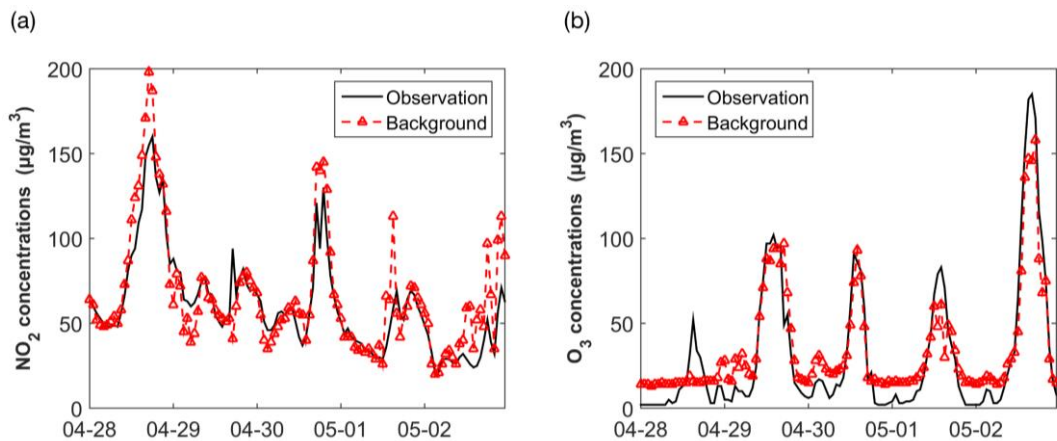 (a)
(b)
200
150
100
50
0
NO2 concentrations (µg/m³)
Observation
Background
04-28
04-29
04-30
05-01
05-02
200
150
100
50
0
O3 concentrations (µg/m³)
Observation
Background
04-28
04-29
04-30
05-01
05-02